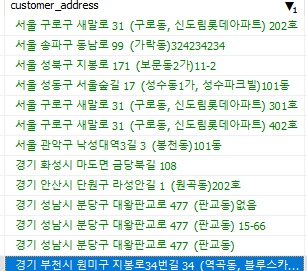 customer_address ▼1
서울 구로구 새말로 31 (구로동, 신도림롯데아파트) 202호
서울 송파구 동남로 99 (가락동)324234234
서울 성북구 지봉로 171 (보문동2가)11-2
서울 성동구 서울숲길 17 (성수동1가, 성수파크빌)101동
서울 구로구 새말로 31 (구로동, 신도림롯데아파트) 301호
서울 구로구 새말로 31 (구로동, 신도림롯데아파트) 402호
서울 관악구 낙성대역3길 3 (봉천동)101동
경기 화성시 마도면 금당북길 108
경기 안산시 단원구 라성안길 1 (원곡동)202호
경기 성남시 분당구 대왕판교로 477 (판교동)없음
경기 성남시 분당구 대왕판교로 477 (판교동) 15-66
경기 성남시 분당구 대왕판교로 477 (판교동)
경기 부천시 원미구 지봉로34번길 34 (역곡동, 블루스카…